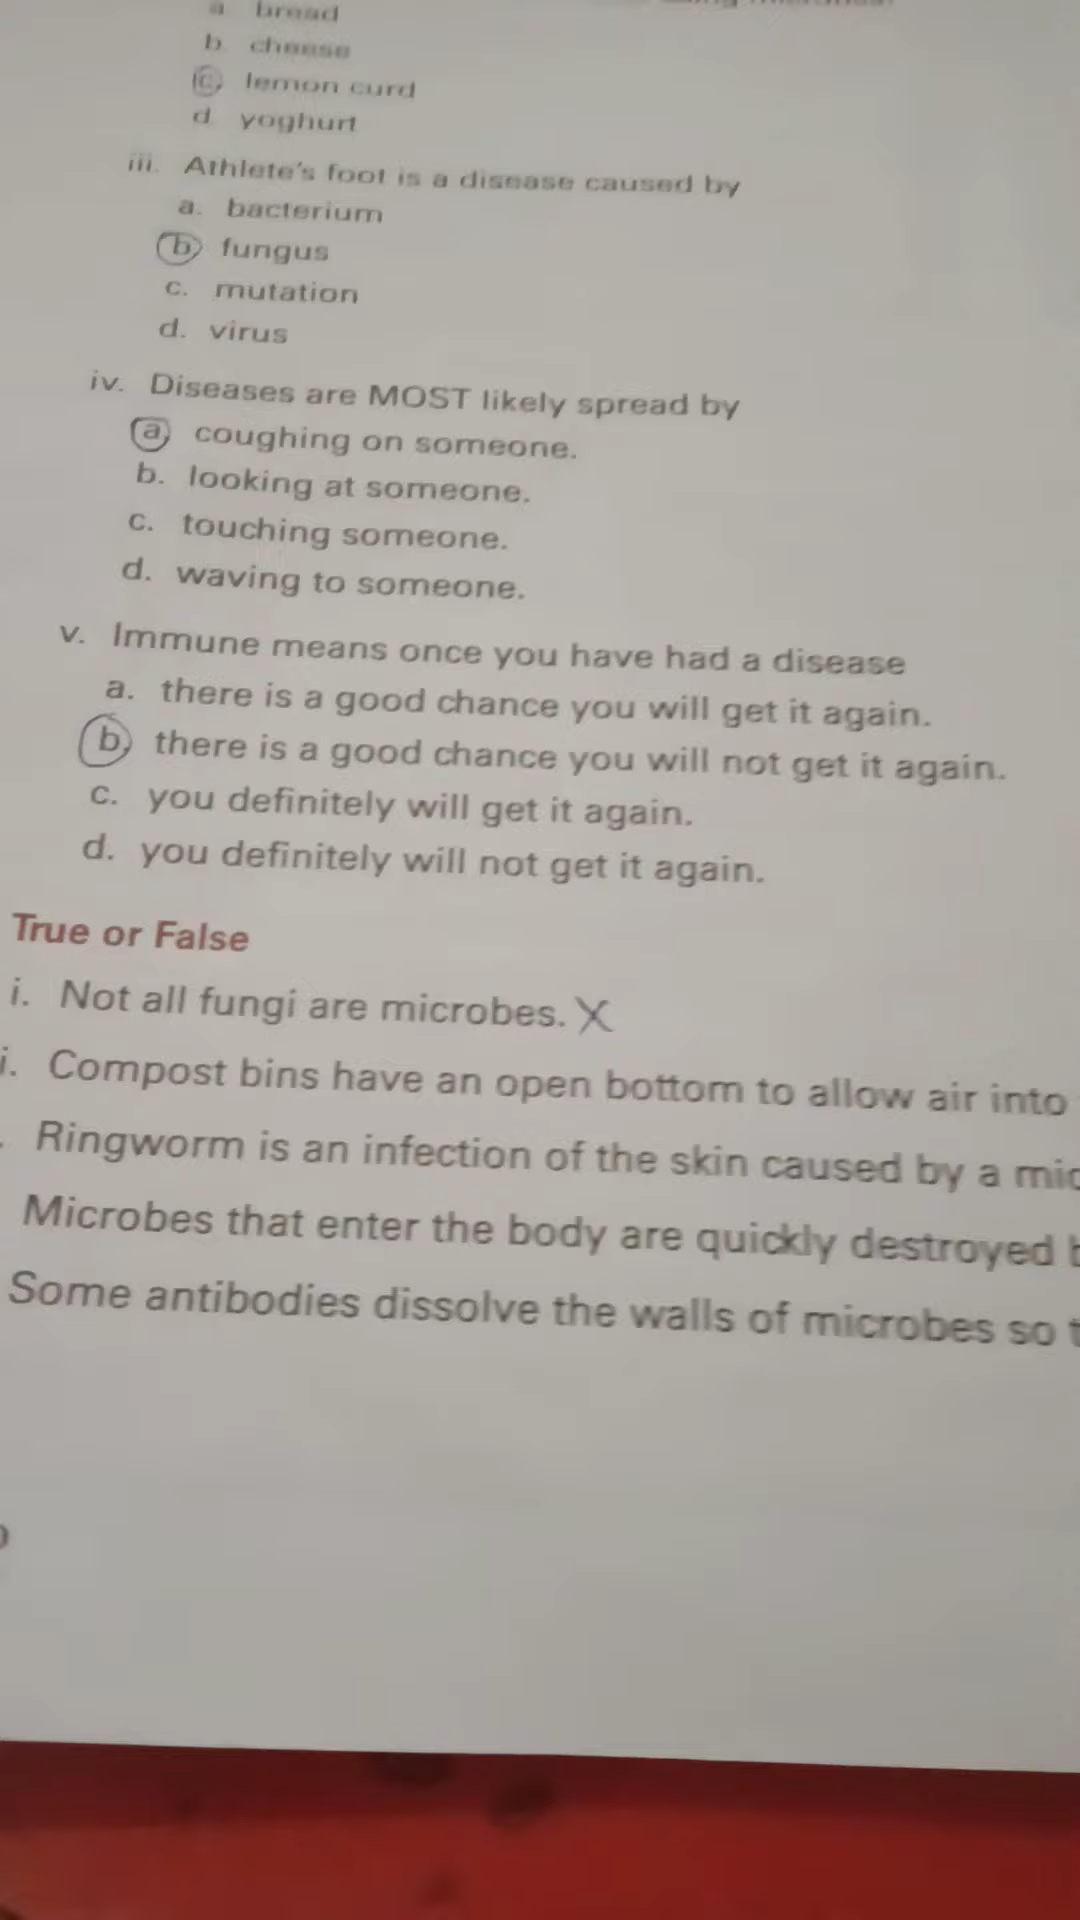 a bread
b. cheese
c. lemon curd
d yoghurt
iii. Athlete's foot is a disease caused by
a. bacterium
b fungus
c. mutation
d. virus
iv. Diseases are MOST likely spread by
a coughing on someone.
b. looking at someone.
c. touching someone.
d. waving to someone.
v. Immune means once you have had a disease
a. there is a good chance you will get it again.
b there is a good chance you will not get it again.
c. you definitely will get it again.
d. you definitely will not get it again.
True or False
i. Not all fungi are microbes. X
i. Compost bins have an open bottom to allow air into
. Ringworm is an infection of the skin caused by a mic
Microbes that enter the body are quickly destroyed b
Some antibodies dissolve the walls of microbes so t